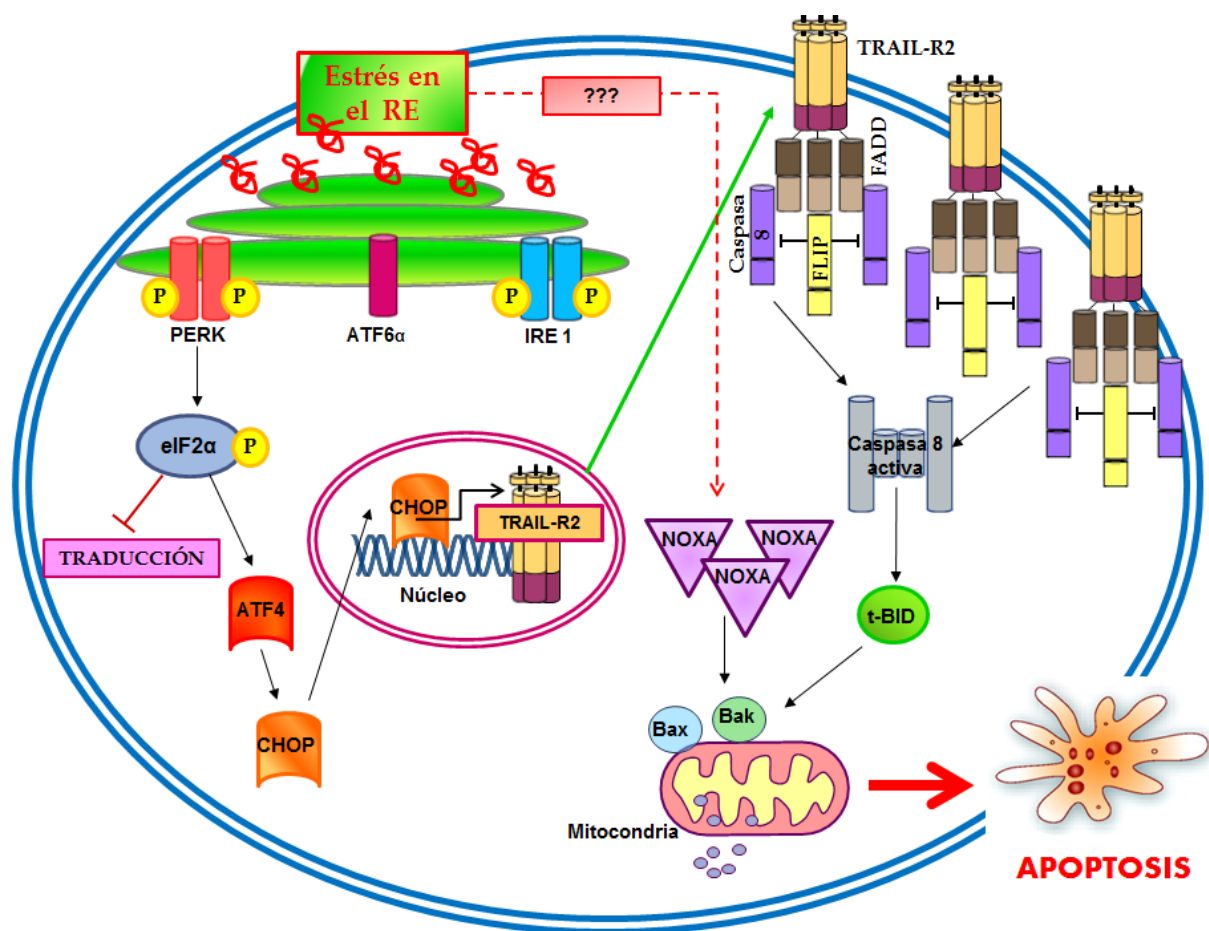 Estrés en
el RE
???
TRAIL-R2
FADD
Caspasa
8
FLIP
P
P
P
P
PERK
ATF6α
IRE 1
eIF2α
P
TRADUCCIÓN
ATF4
CHOP
CHOP
TRAIL-R2
Núcleo
Caspasa 8
activa
NOXA
NOXA
NOXA
t-BID
Bax
Bak
Mitocondria
APOPTOSIS